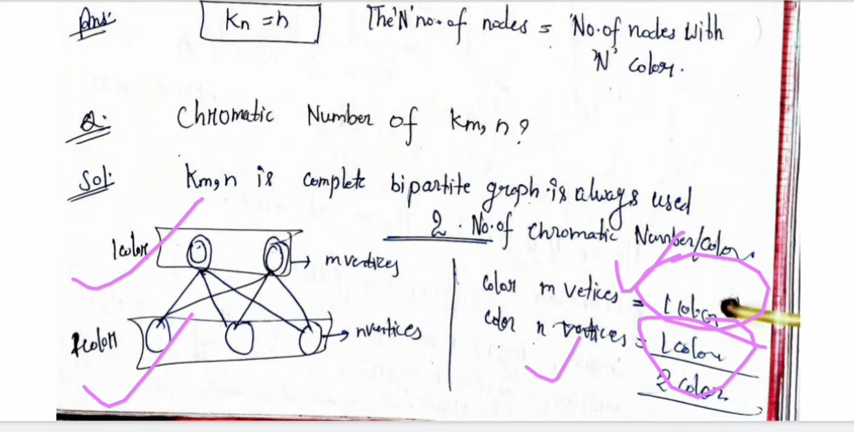 Ans:
Kn = n
The 'N' no. of nodes = 'No. of nodes with
'N' color.
Q. Chromatic Number of Km, n ?
Sol: Km,n is complete bipartite graph is always used
2. No. of chromatic Number/color.
1color
m vertizes
color m vetices = 1 color
color n vertices = 1 color
2 color
n vertices